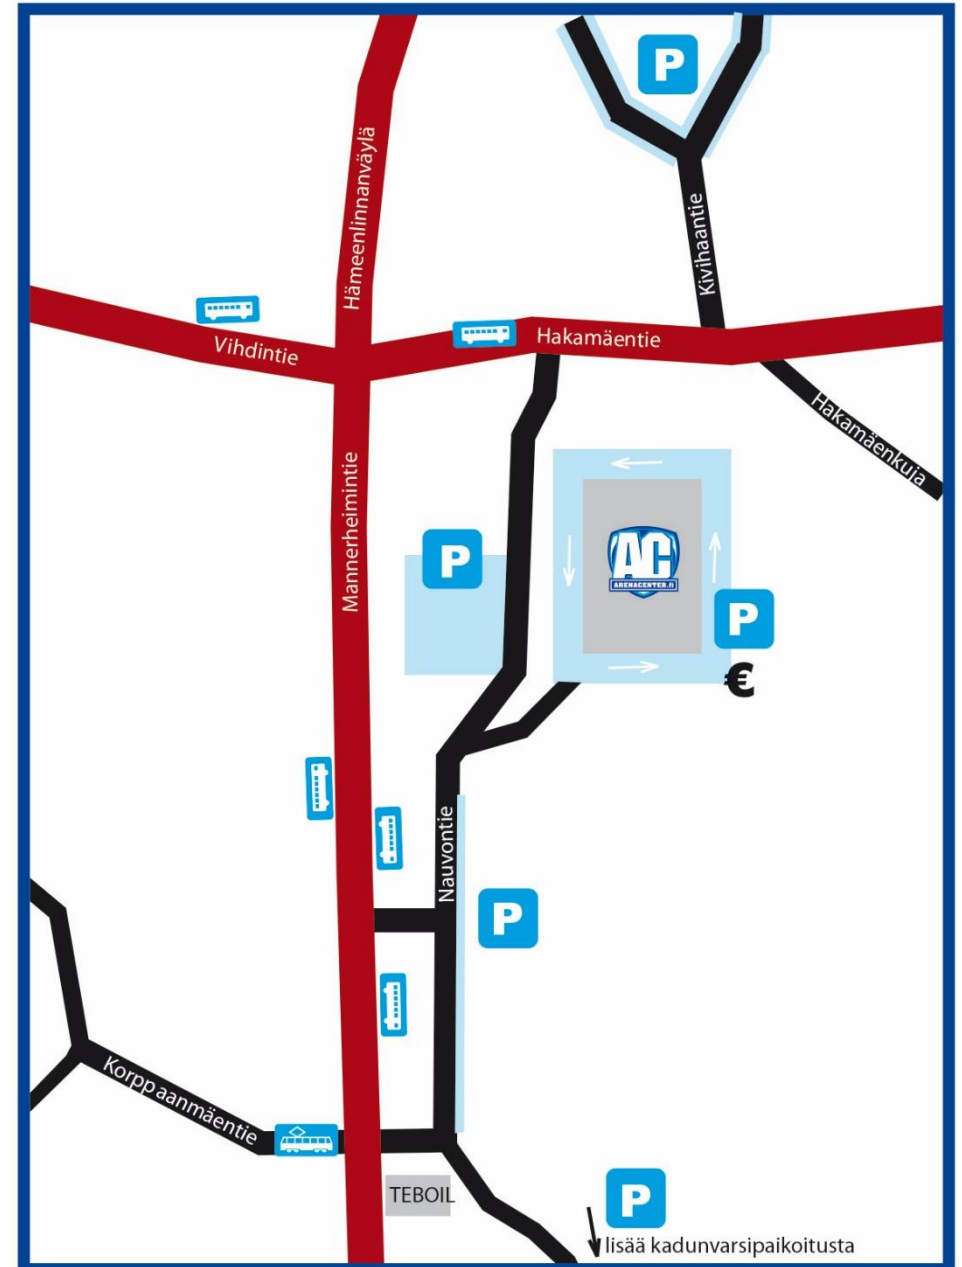 P
Hämeenlinnanväylä
Kivihaantie
Vihdintie
Hakamäentie
Hakamäenkuja
Mannerheimintie
P
AC
ARENACENTER.fi
P
€
Nauvontie
P
Korppaanmäentie
TEBOIL
P
lisää kadunvarsipaikoitusta